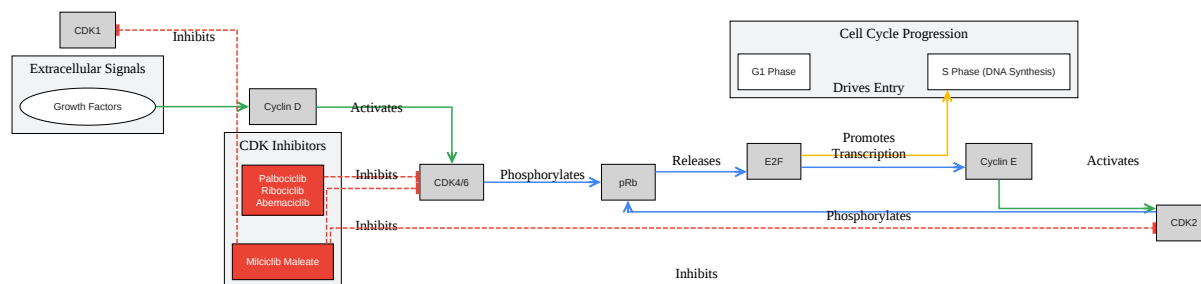 CDK1
Inhibits
Cell Cycle Progression
Extracellular Signals
G1 Phase
S Phase (DNA Synthesis)
Drives Entry
Growth Factors
Cyclin D
Activates
CDK Inhibitors
Promotes
Transcription
Releases
E2F
Cyclin E
Activates
Palbociclib
Ribociclib
Abemaciclib
Inhibits
CDK4/6
Phosphorylates
pRb
Phosphorylates
CDK2
Inhibits
Milciclib Maleate
Inhibits